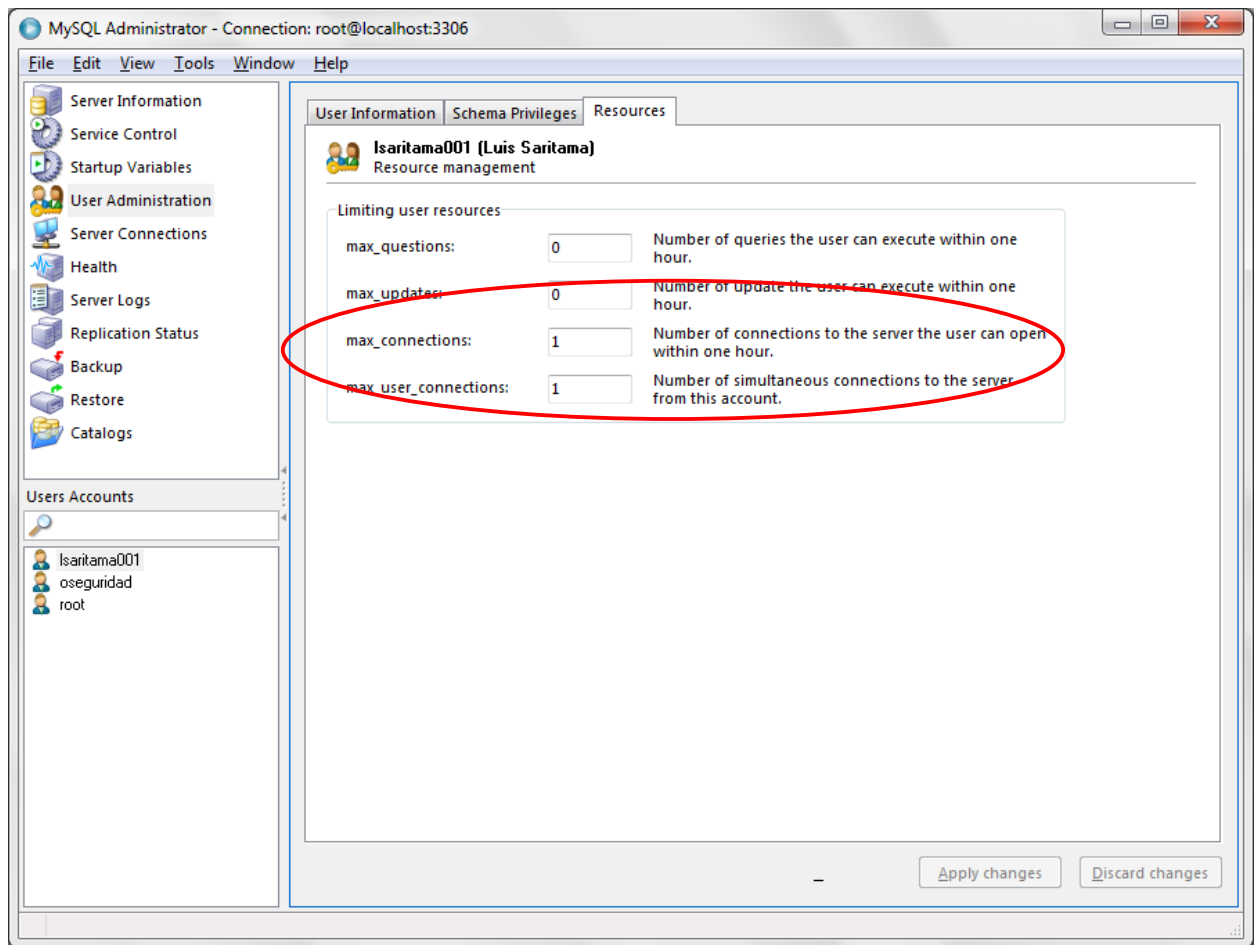 MySQL Administrator - Connection: root@localhost:3306
File Edit View Tools Window Help
Server Information
Service Control
Startup Variables
User Administration
Server Connections
Health
Server Logs
Replication Status
Backup
Restore
Catalogs
Users Accounts
lsaritama001
oseguridad
root
User Information Schema Privileges Resources
lsaritama001 (Luis Saritama)
Resource management
Limiting user resources
max_questions: 0 Number of queries the user can execute within one
hour.
max_updates: 0 Number of update the user can execute within one
hour.
max_connections: 1 Number of connections to the server the user can open
within one hour.
max_user_connections: 1 Number of simultaneous connections to the server
from this account.
Apply changes Discard changes